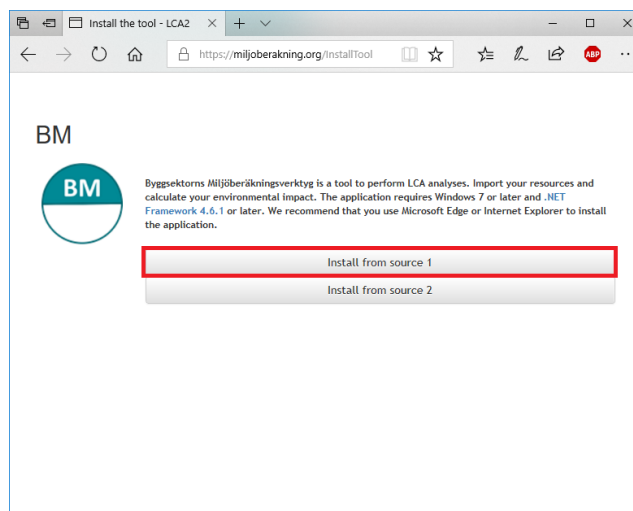 Install the tool - LCA2
https://miljoberakning.org/InstallTool
ABP
BM
BM
Byggsektorns Miljöberäkningsverktyg is a tool to perform LCA analyses. Import your resources and
calculate your environmental impact. The application requires Windows 7 or later and .NET
Framework 4.6.1 or later. We recommend that you use Microsoft Edge or Internet Explorer to install
the application.
Install from source 1
Install from source 2